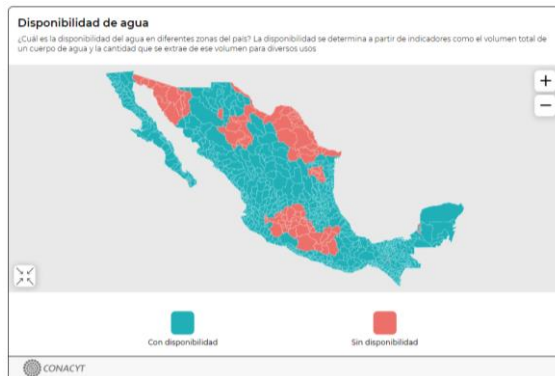 Disponibilidad de agua
¿Cuál es la disponibilidad del agua en diferentes zonas del país? La disponibilidad se determina a partir de indicadores como el volumen total de
un cuerpo de agua y la cantidad que se extrae de ese volumen para diversos usos
+
−
Con disponibilidad
Sin disponibilidad
CONACYT